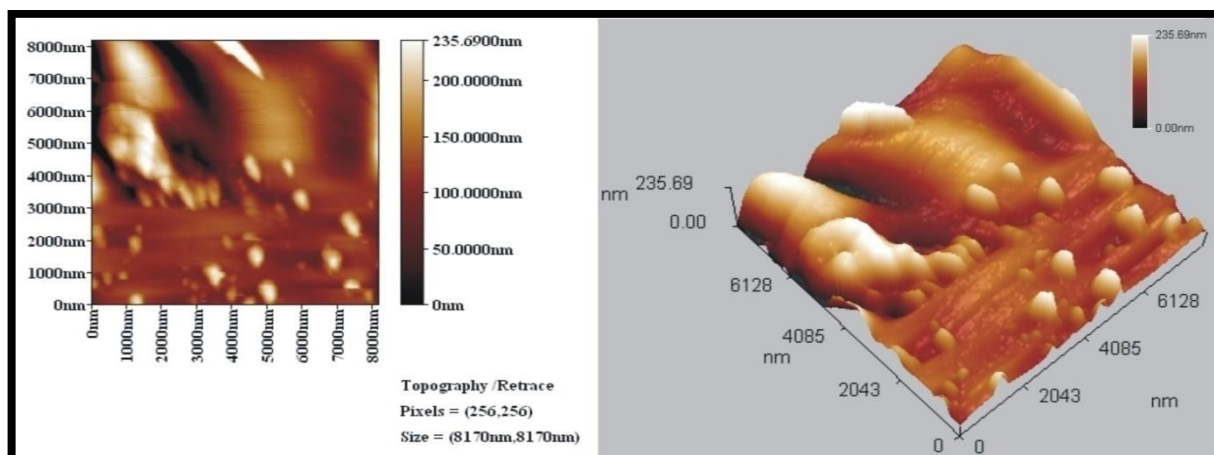 8000nm
7000nm
6000nm
5000nm
4000nm
3000nm
2000nm
1000nm
0nm
0nm
1000nm
2000nm
3000nm
4000nm
5000nm
6000nm
7000nm
8000nm
235.6900nm
200.0000nm
150.0000nm
100.0000nm
50.0000nm
0nm
Topography /Retrace
Pixels = (256,256)
Size = (8170nm,8170nm)
235.69nm
0.00nm
nm
235.69
0.00
6128
4085
nm
2043
0
0
2043
4085
6128
nm